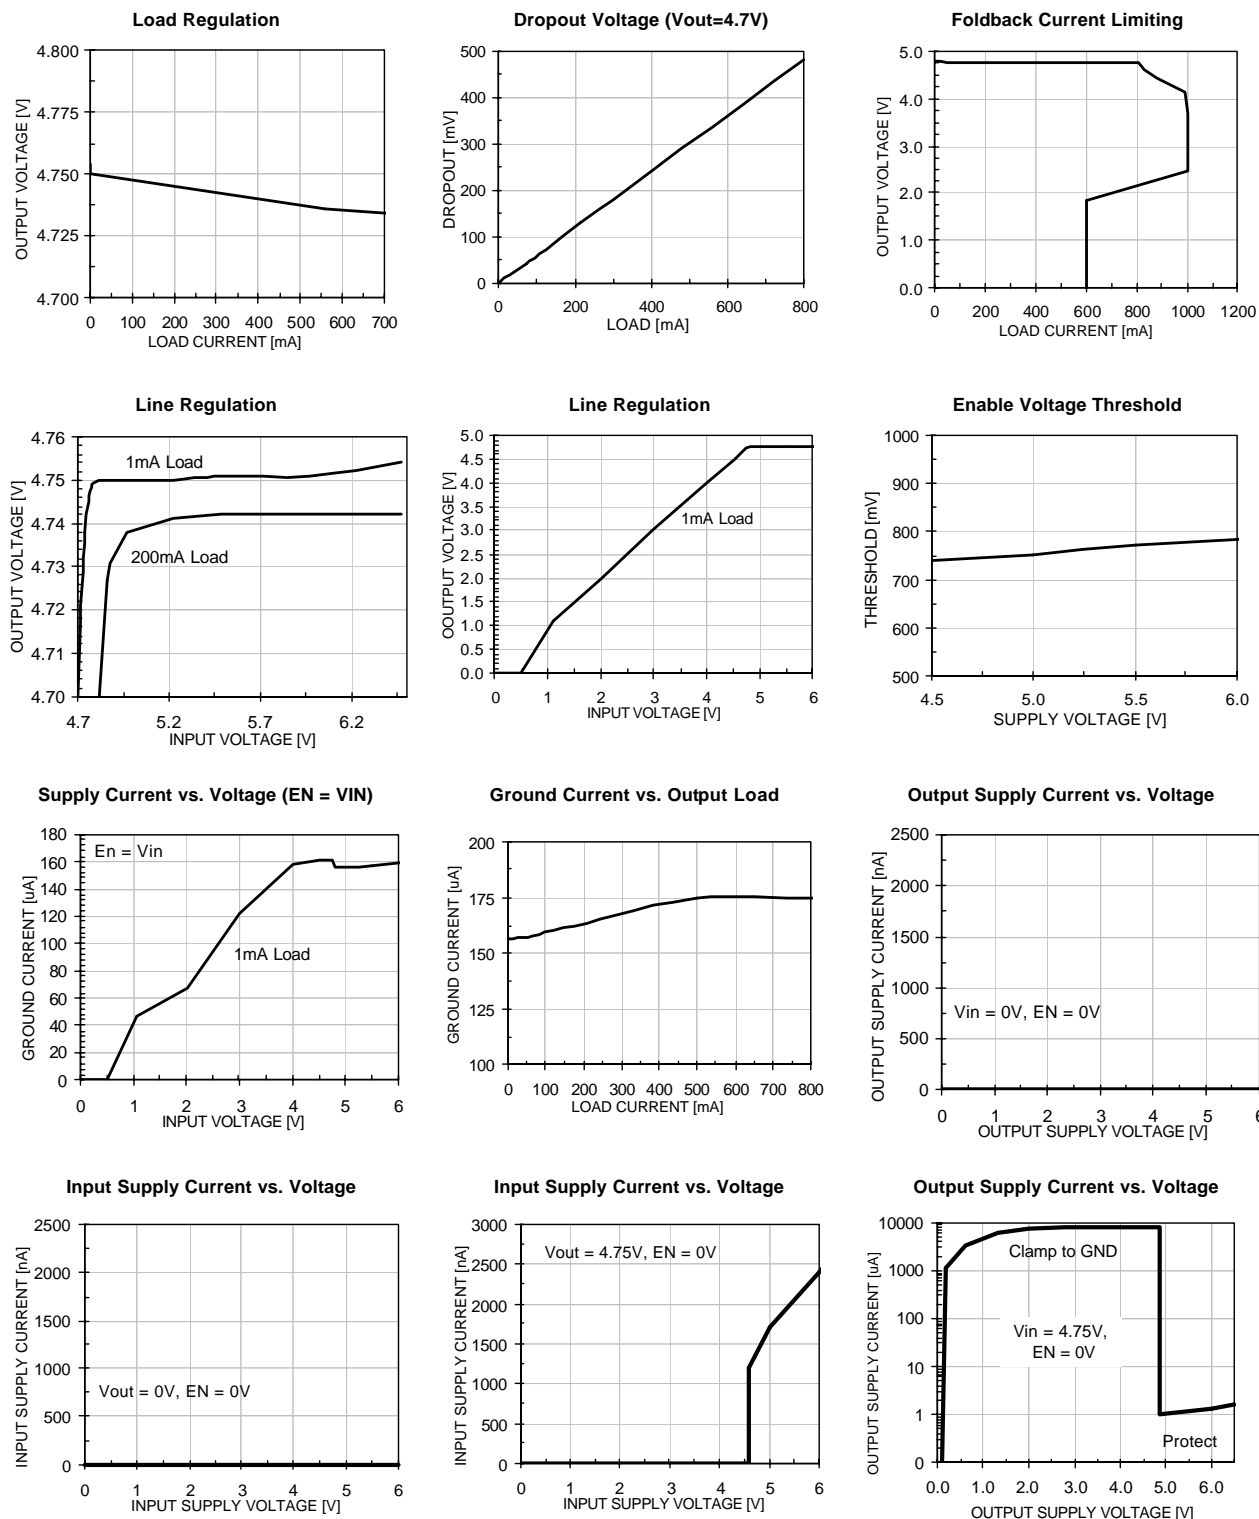 Load Regulation
4.800
4.775
4.750
4.725
4.700
OUTPUT VOLTAGE [V]
0 100 200 300 400 500 600 700
LOAD CURRENT [mA]
Dropout Voltage (Vout=4.7V)
500
400
300
200
100
0
DROPOUT [mV]
0 200 400 600 800
LOAD [mA]
Foldback Current Limiting
5.0
4.0
3.0
2.0
1.0
0.0
OUTPUT VOLTAGE [V]
0 200 400 600 800 1000 1200
LOAD CURRENT [mA]
Line Regulation
4.76
4.75
4.74
4.73
4.72
4.71
4.70
OUTPUT VOLTAGE [V]
1mA Load
200mA Load
4.7 5.2 5.7 6.2
INPUT VOLTAGE [V]
Line Regulation
5.0
4.5
4.0
3.5
3.0
2.5
2.0
1.5
1.0
0.5
0.0
OOUTPUT VOLTAGE [V]
1mA Load
0 1 2 3 4 5 6
INPUT VOLTAGE [V]
Enable Voltage Threshold
1000
900
800
700
600
500
THRESHOLD [mV]
4.5 5.0 5.5 6.0
SUPPLY VOLTAGE [V]
Supply Current vs. Voltage (EN = VIN)
180
160
140
120
100
80
60
40
20
0
GROUND CURRENT [uA]
En = Vin
1mA Load
0 1 2 3 4 5 6
INPUT VOLTAGE [V]
Ground Current vs. Output Load
200
175
150
125
100
GROUND CURRENT [uA]
0 100 200 300 400 500 600 700 800
LOAD CURRENT [mA]
Output Supply Current vs. Voltage
2500
2000
1500
1000
500
0
OUTPUT SUPPLY CURRENT [nA]
Vin = 0V, EN = 0V
0 1 2 3 4 5 6
OUTPUT SUPPLY VOLTAGE [V]
Input Supply Current vs. Voltage
2500
2000
1500
1000
500
0
INPUT SUPPLY CURRENT [nA]
Vout = 0V, EN = 0V
0 1 2 3 4 5 6
INPUT SUPPLY VOLTAGE [V]
Input Supply Current vs. Voltage
3000
2500
2000
1500
1000
500
0
INPUT SUPPLY CURRENT [nA]
Vout = 4.75V, EN = 0V
0 1 2 3 4 5 6
INPUT SUPPLY VOLTAGE [V]
Output Supply Current vs. Voltage
10000
1000
100
10
1
0
OUTPUT SUPPLY CURRENT [uA]
Clamp to GND
Vin = 4.75V,
EN = 0V
Protect
0.0 1.0 2.0 3.0 4.0 5.0 6.0
OUTPUT SUPPLY VOLTAGE [V]